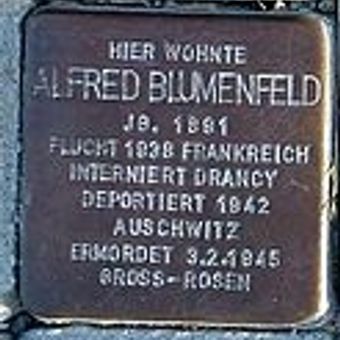 HIER WOHNTE
ALFRED BLUMENFELD
JG. 1891
FLUCHT 1938 FRANKREICH
INTERNIERT DRANCY
DEPORTIERT 1942
AUSCHWITZ
ERMORDET 3.2.1945
GROSS-ROSEN